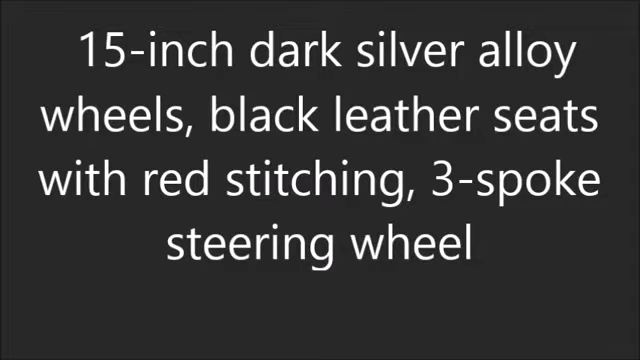 15-inch dark silver alloy
wheels, black leather seats
with red stitching, 3-spoke
steering wheel